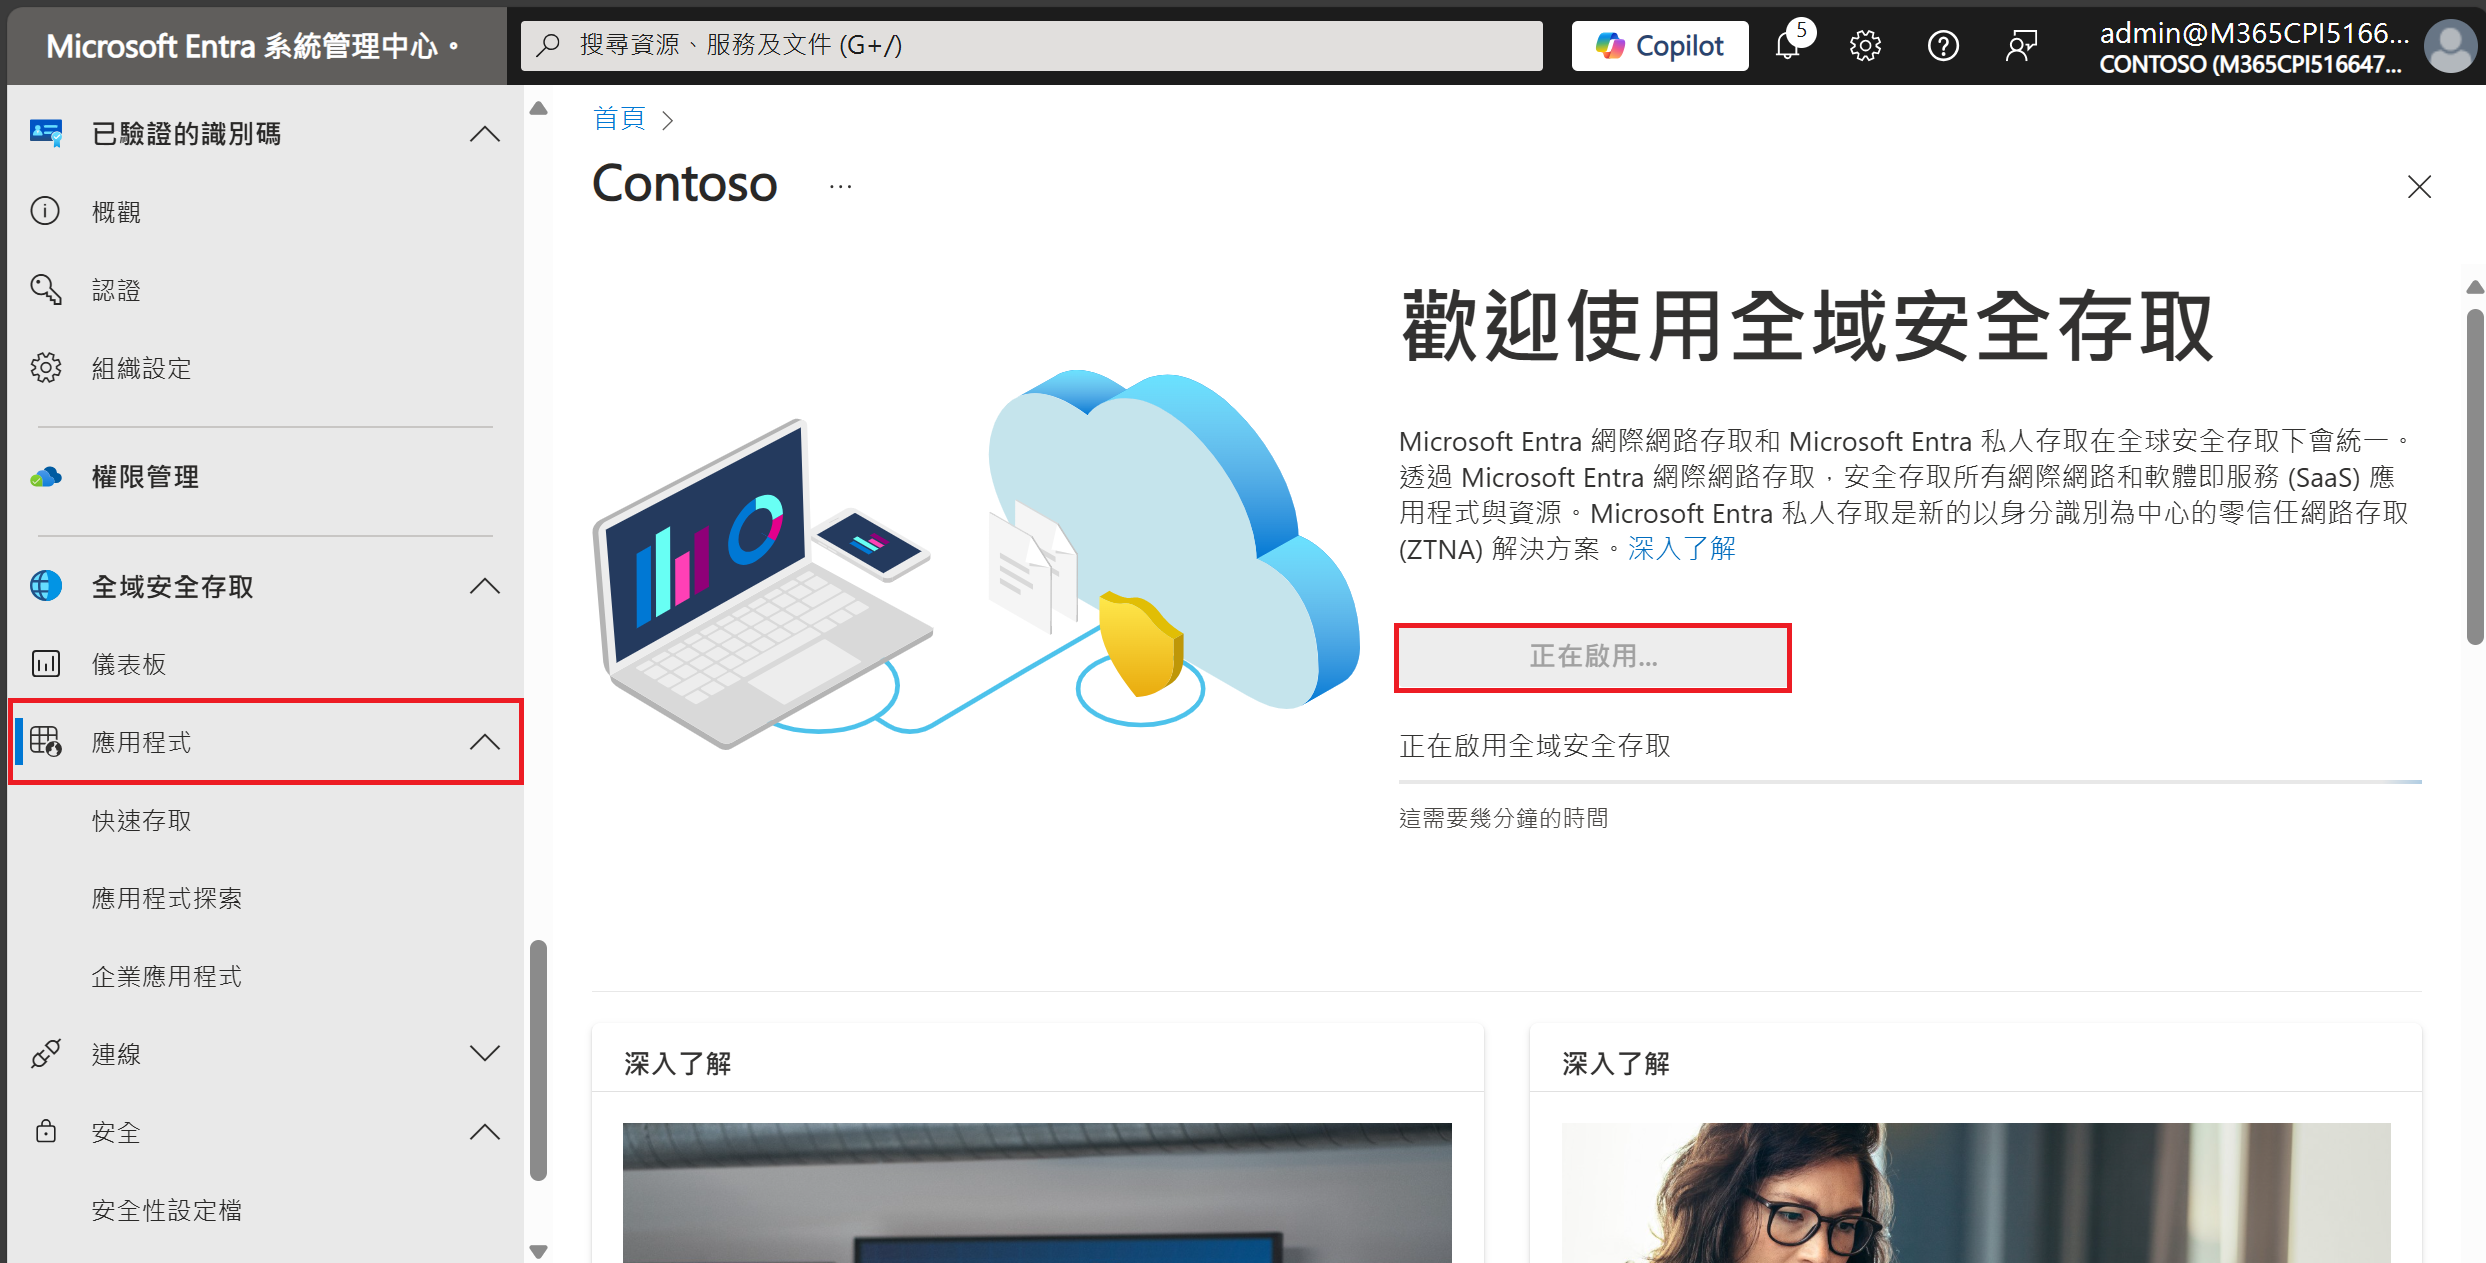 Microsoft Entra 系統管理中心。
搜尋資源、服務及文件 (G+/)
Copilot
5
admin@M365CPI5166...
CONTOSO (M365CPI516647...
已驗證的識別碼
概觀
認證
組織設定
權限管理
全域安全存取
儀表板
應用程式
快速存取
應用程式探索
企業應用程式
連線
安全
安全性設定檔
首頁
Contoso
...
歡迎使用全域安全存取
Microsoft Entra 網際網路存取和 Microsoft Entra 私人存取在全球安全存取下會統一。
透過 Microsoft Entra 網際網路存取，安全存取所有網際網路和軟體即服務 (SaaS) 應
用程式與資源。Microsoft Entra 私人存取是新的以身分識別為中心的零信任網路存取
(ZTNA) 解決方案。深入了解
正在啟用...
正在啟用全域安全存取
這需要幾分鐘的時間
深入了解
深入了解